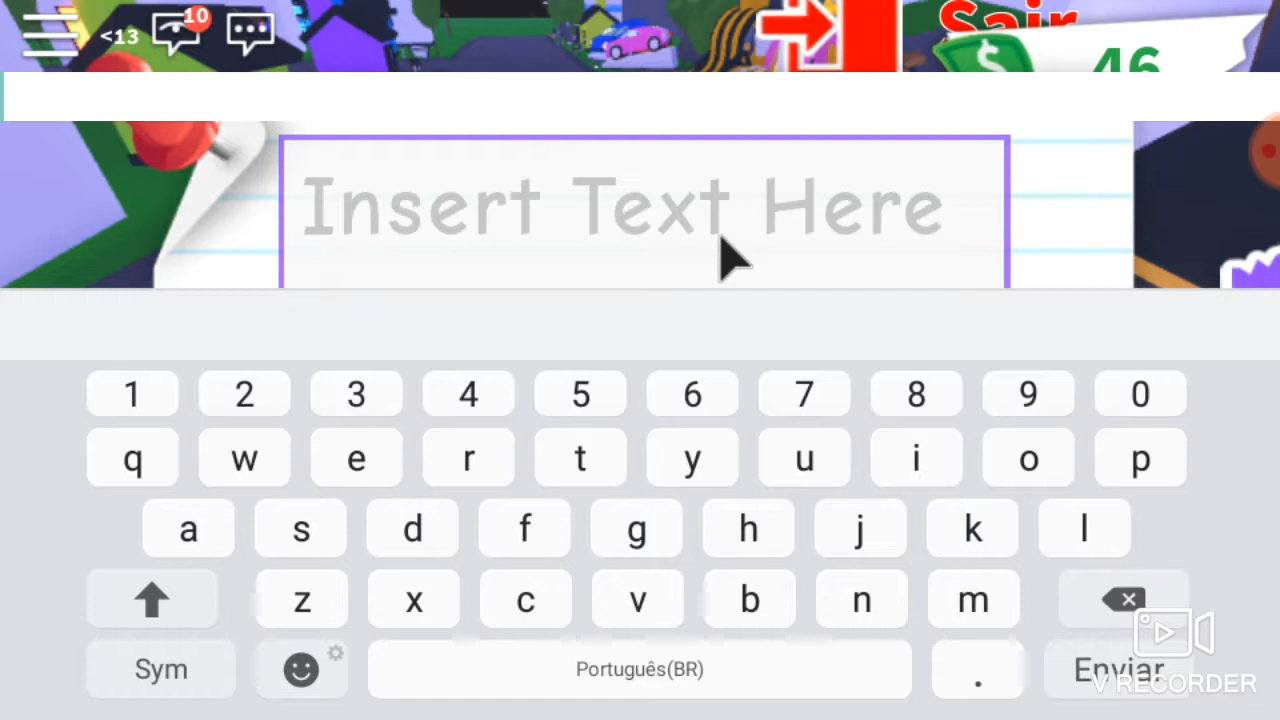 <13 10 Sair
46
Insert Text Here
1 2 3 4 5 6 7 8 9 0
q w e r t y u i o p
a s d f g h j k l
z x c v b n m
Sym Português(BR) . Enviar
V RECORDER